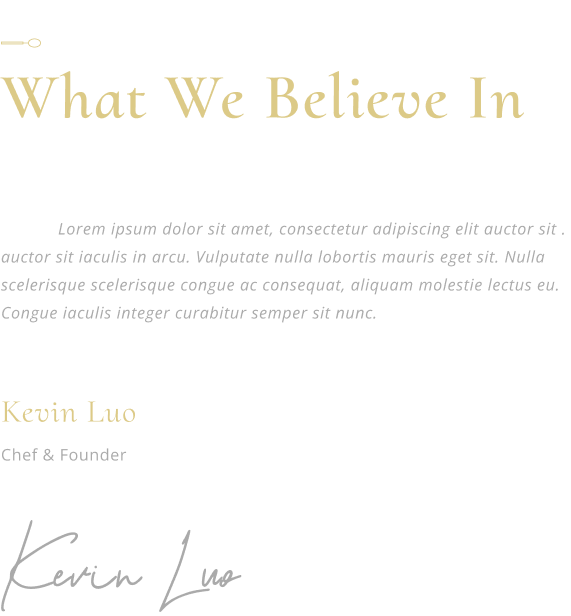 What We Believe In
Lorem ipsum dolor sit amet, consectetur adipiscing elit auctor sit .
auctor sit iaculis in arcu. Vulputate nulla lobortis mauris eget sit. Nulla
scelerisque scelerisque congue ac consequat, aliquam molestie lectus eu.
Congue iaculis integer curabitur semper sit nunc.
Kevin Luo
Chef & Founder
Kevin Luo